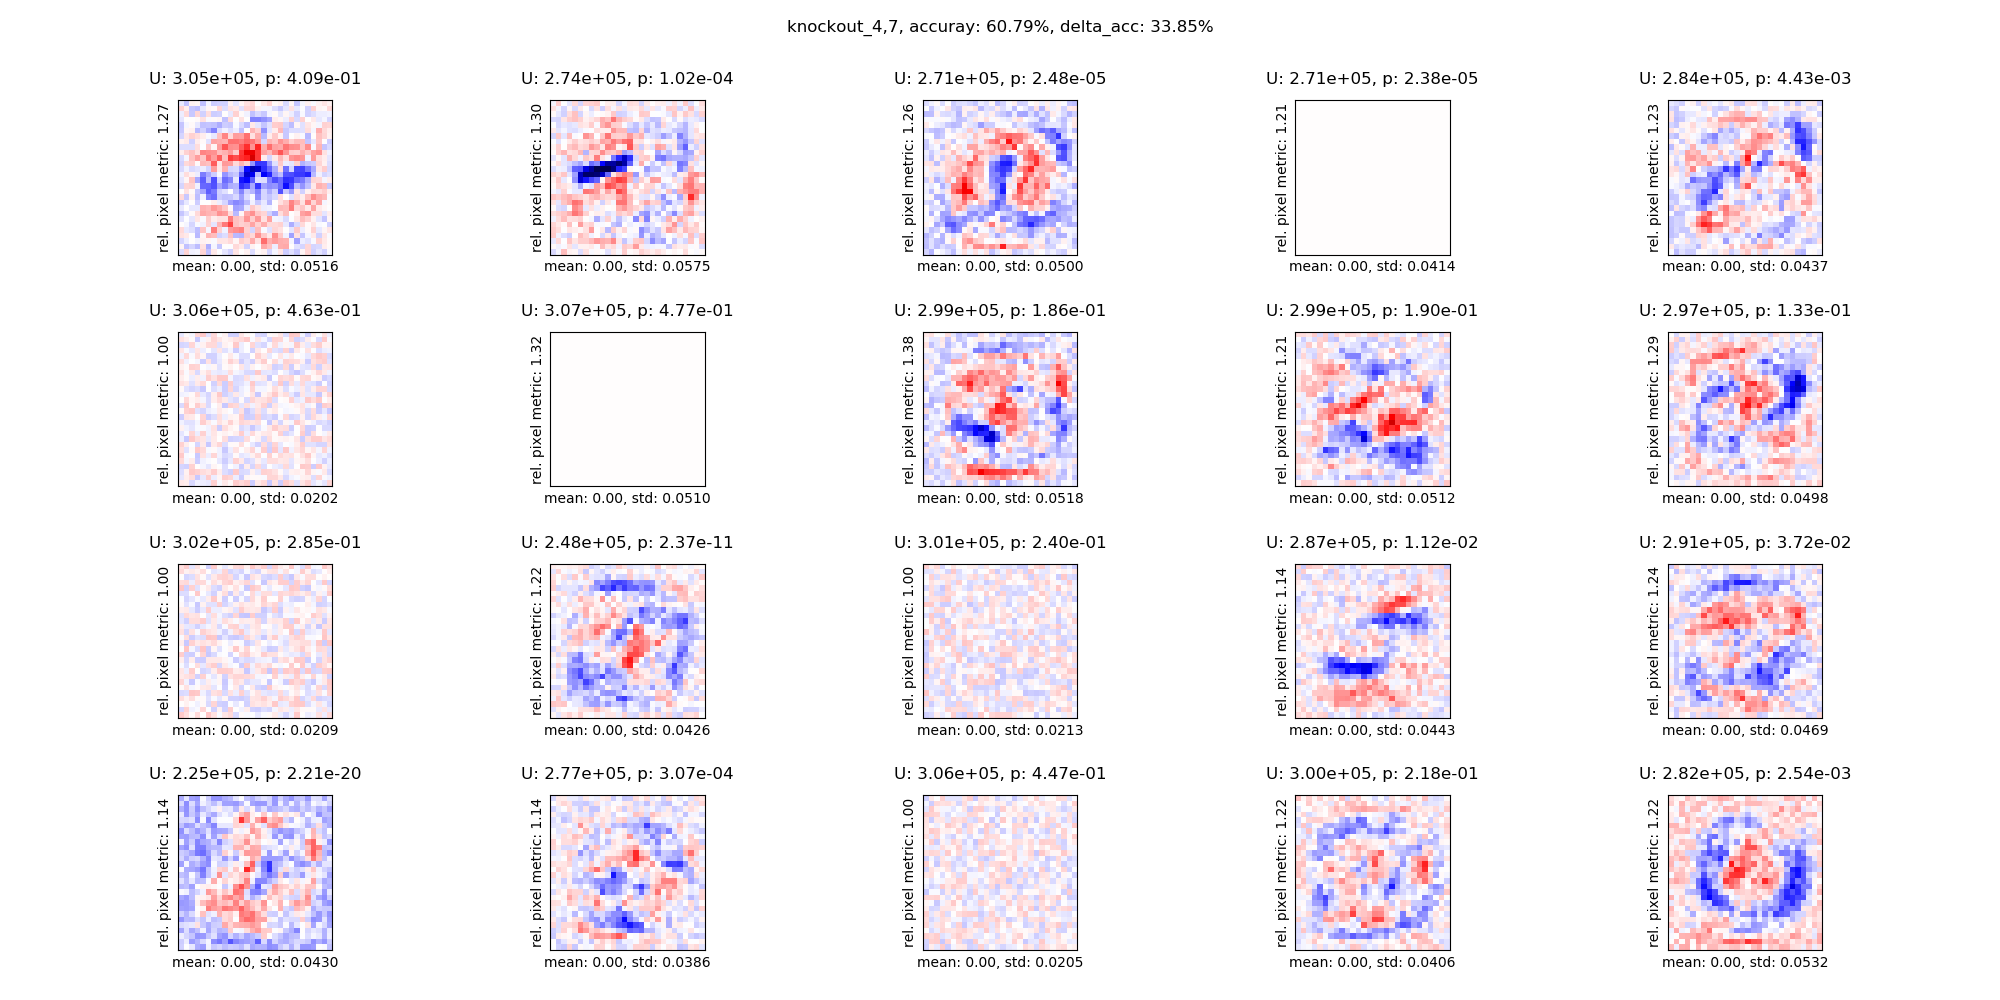 knockout_4,7, accuray: 60.79%, delta_acc: 33.85%
U: 3.05e+05, p: 4.09e-01
rel. pixel metric: 1.27
mean: 0.00, std: 0.0516
U: 2.74e+05, p: 1.02e-04
rel. pixel metric: 1.30
mean: 0.00, std: 0.0575
U: 2.71e+05, p: 2.48e-05
rel. pixel metric: 1.26
mean: 0.00, std: 0.0500
U: 2.71e+05, p: 2.38e-05
rel. pixel metric: 1.21
mean: 0.00, std: 0.0414
U: 2.84e+05, p: 4.43e-03
rel. pixel metric: 1.23
mean: 0.00, std: 0.0437
U: 3.06e+05, p: 4.63e-01
rel. pixel metric: 1.00
mean: 0.00, std: 0.0202
U: 3.07e+05, p: 4.77e-01
rel. pixel metric: 1.32
mean: 0.00, std: 0.0510
U: 2.99e+05, p: 1.86e-01
rel. pixel metric: 1.38
mean: 0.00, std: 0.0518
U: 2.99e+05, p: 1.90e-01
rel. pixel metric: 1.21
mean: 0.00, std: 0.0512
U: 2.97e+05, p: 1.33e-01
rel. pixel metric: 1.29
mean: 0.00, std: 0.0498
U: 3.02e+05, p: 2.85e-01
rel. pixel metric: 1.00
mean: 0.00, std: 0.0209
U: 2.48e+05, p: 2.37e-11
rel. pixel metric: 1.22
mean: 0.00, std: 0.0426
U: 3.01e+05, p: 2.40e-01
rel. pixel metric: 1.00
mean: 0.00, std: 0.0213
U: 2.87e+05, p: 1.12e-02
rel. pixel metric: 1.14
mean: 0.00, std: 0.0443
U: 2.91e+05, p: 3.72e-02
rel. pixel metric: 1.24
mean: 0.00, std: 0.0469
U: 2.25e+05, p: 2.21e-20
rel. pixel metric: 1.14
mean: 0.00, std: 0.0430
U: 2.77e+05, p: 3.07e-04
rel. pixel metric: 1.14
mean: 0.00, std: 0.0386
U: 3.06e+05, p: 4.47e-01
rel. pixel metric: 1.00
mean: 0.00, std: 0.0205
U: 3.00e+05, p: 2.18e-01
rel. pixel metric: 1.22
mean: 0.00, std: 0.0406
U: 2.82e+05, p: 2.54e-03
rel. pixel metric: 1.22
mean: 0.00, std: 0.0532